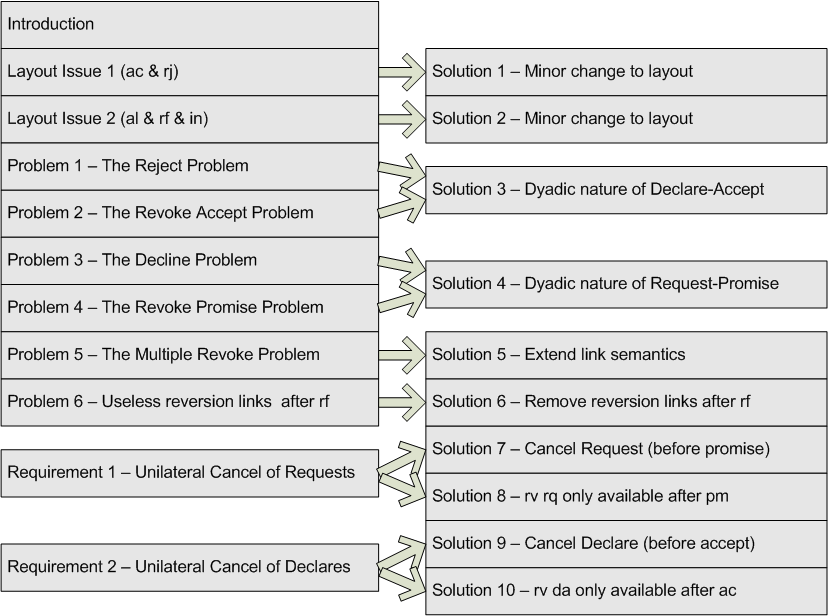 Introduction
Layout Issue 1 (ac & rj)
Solution 1 – Minor change to layout
Layout Issue 2 (al & rf & in)
Solution 2 – Minor change to layout
Problem 1 – The Reject Problem
Problem 2 – The Revoke Accept Problem
Solution 3 – Dyadic nature of Declare-Accept
Problem 3 – The Decline Problem
Problem 4 – The Revoke Promise Problem
Solution 4 – Dyadic nature of Request-Promise
Problem 5 – The Multiple Revoke Problem
Solution 5 – Extend link semantics
Problem 6 – Useless reversion links after rf
Solution 6 – Remove reversion links after rf
Requirement 1 – Unilateral Cancel of Requests
Solution 7 – Cancel Request (before promise)
Solution 8 – rv rq only available after pm
Requirement 2 – Unilateral Cancel of Declares
Solution 9 – Cancel Declare (before accept)
Solution 10 – rv da only available after ac